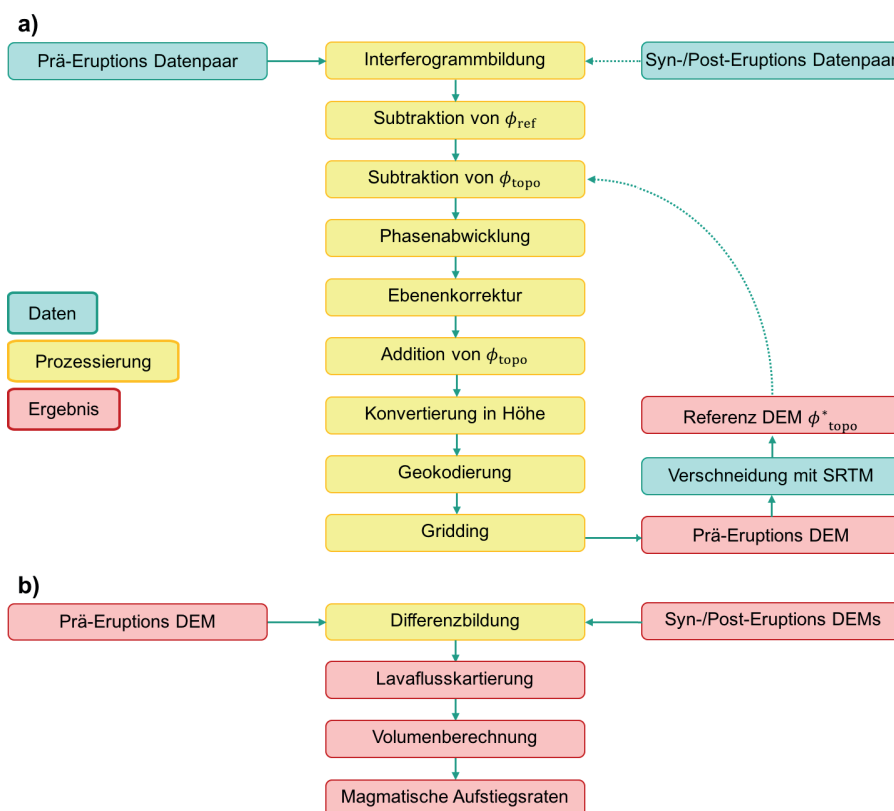 a)
Prä-Eruptions Datenpaar
Interferogrammbildung
Syn-/Post-Eruptions Datenpaar
Subtraktion von ϕref
Subtraktion von ϕtopo
Phasenabwicklung
Ebenenkorrektur
Daten
Addition von ϕtopo
Prozessierung
Konvertierung in Höhe
Ergebnis
Referenz DEM ϕ*topo
Geokodierung
Verschneidung mit SRTM
Gridding
Prä-Eruptions DEM
b)
Prä-Eruptions DEM
Differenzbildung
Syn-/Post-Eruptions DEMs
Lavaflusskartierung
Volumenberechnung
Magmatische Aufstiegsraten